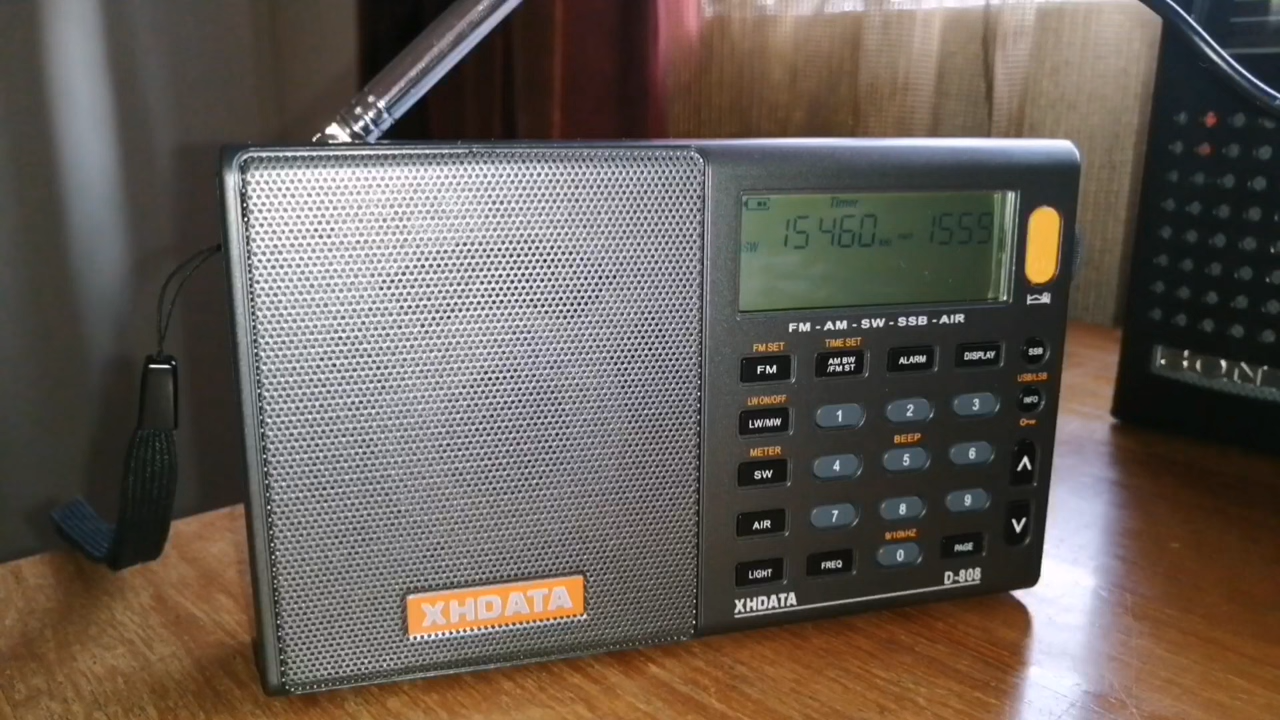 Timer
SW 15460 1559
FM - AM - SW - SSB - AIR
FM SET TIME SET
FM AM BW /FM ST ALARM DISPLAY SSB
USB/LSB
LW ON/OFF
LW/MW 1 2 3 INFO
METER BEEP
SW 4 5 6
AIR 7 8 9
9/10kHZ
LIGHT FREQ 0 PAGE
XHDATA D-808
XHDATA